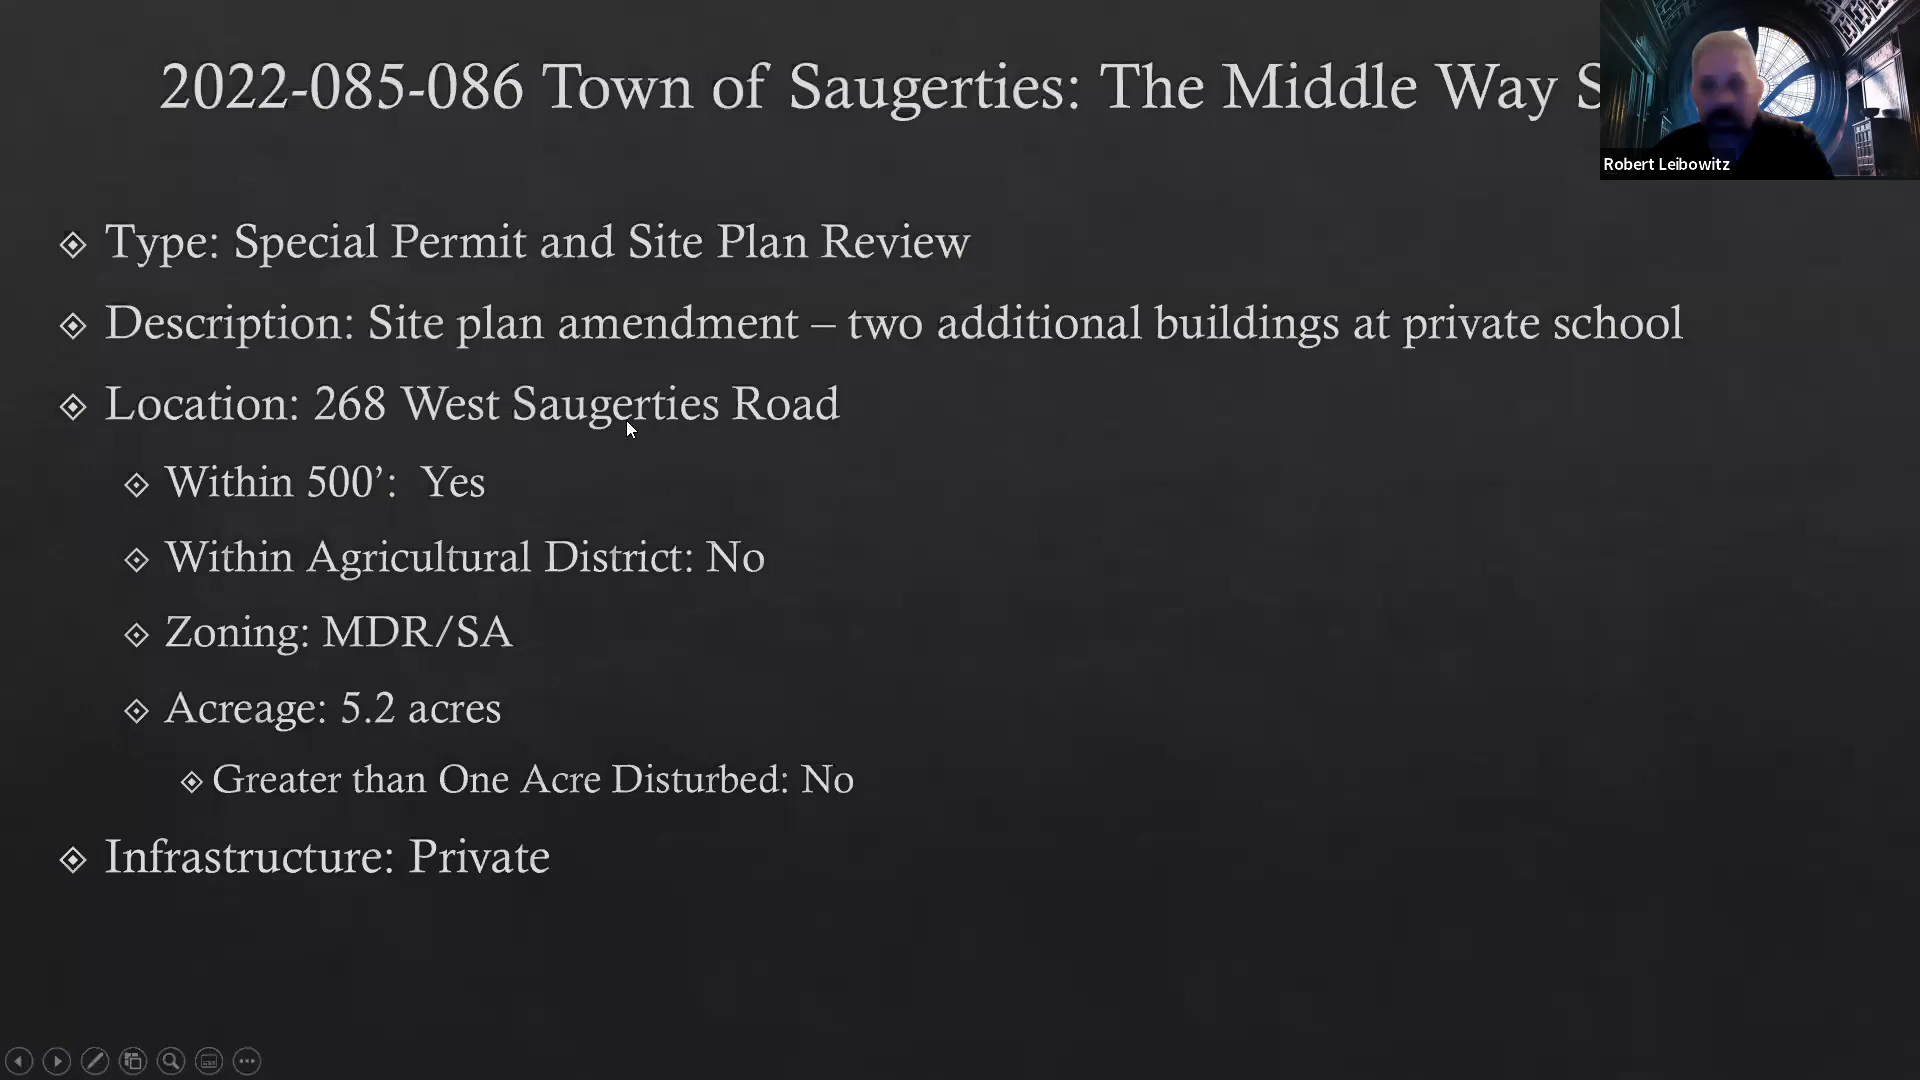 2022-085-086 Town of Saugerties: The Middle Way S
Robert Leibowitz
Type: Special Permit and Site Plan Review
Description: Site plan amendment – two additional buildings at private school
Location: 268 West Saugerties Road
Within 500’:  Yes
Within Agricultural District: No
Zoning: MDR/SA
Acreage: 5.2 acres
Greater than One Acre Disturbed: No
Infrastructure: Private